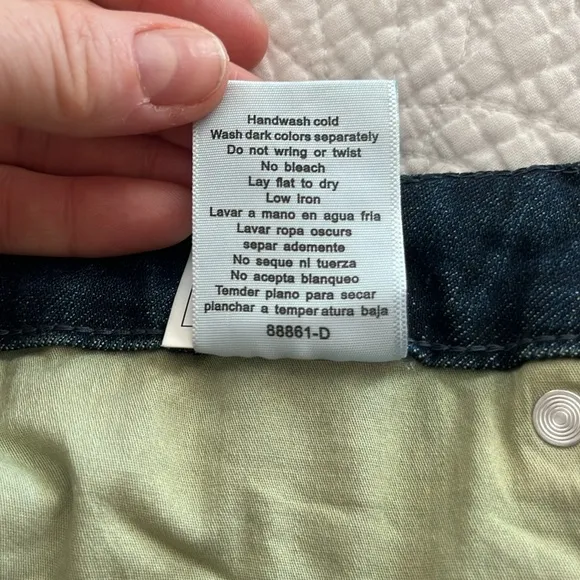 Handwash cold
Wash dark colors separately
Do not wring or twist
No bleach
Lay flat to dry
Low Iron
Lavar a mano en agua fria
Lavar ropa oscurs
separ ademente
No seque ni tuerza
No acepta blanqueo
Temder plano para secar
planchar a temper atura baja
88861-D